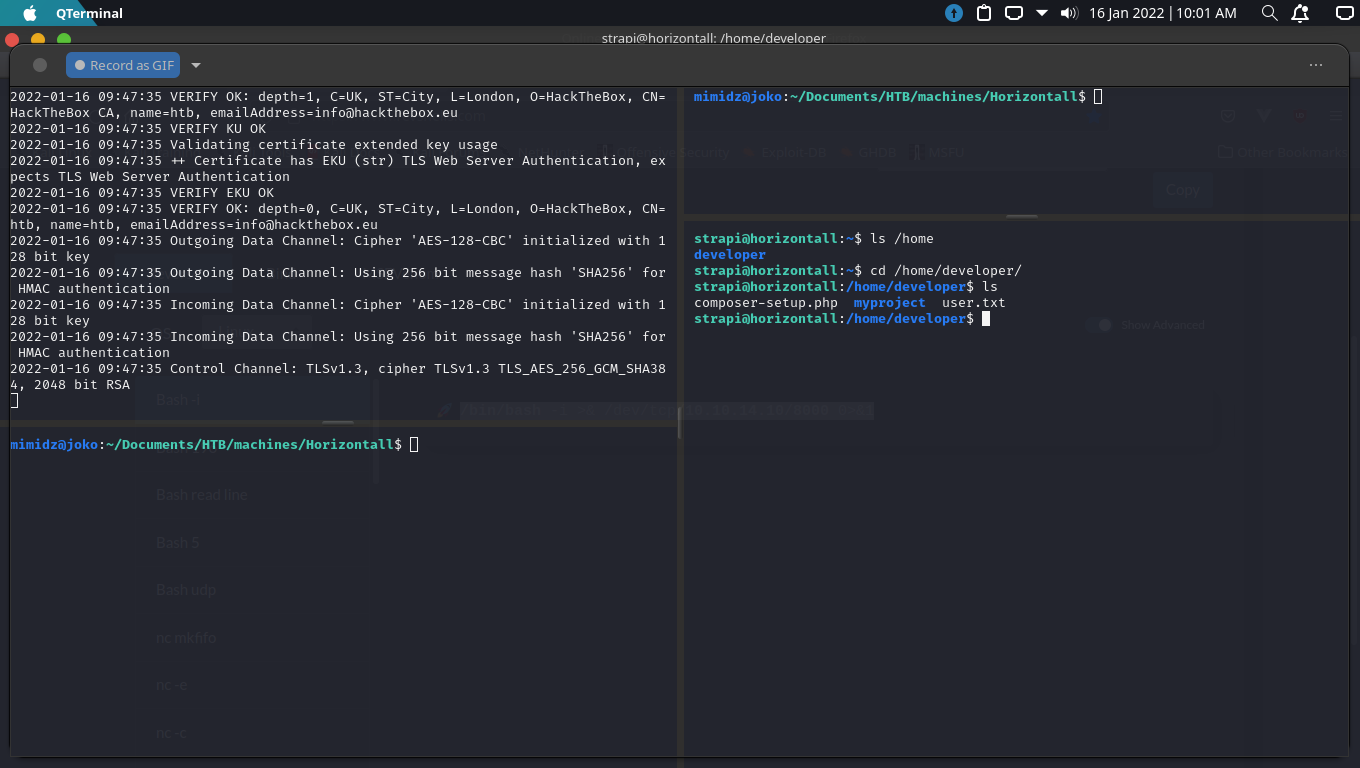 QTerminal
16 Jan 2022 | 10:01 AM
strapi@horizontall: /home/developer
Record as GIF
2022-01-16 09:47:35 VERIFY OK: depth=1, C=UK, ST=City, L=London, O=HackTheBox, CN=
HackTheBox CA, name=htb, emailAddress=info@hackthebox.eu
2022-01-16 09:47:35 VERIFY KU OK
2022-01-16 09:47:35 Validating certificate extended key usage
2022-01-16 09:47:35 ++ Certificate has EKU (str) TLS Web Server Authentication, ex
pects TLS Web Server Authentication
2022-01-16 09:47:35 VERIFY EKU OK
2022-01-16 09:47:35 VERIFY OK: depth=0, C=UK, ST=City, L=London, O=HackTheBox, CN=
htb, name=htb, emailAddress=info@hackthebox.eu
2022-01-16 09:47:35 Outgoing Data Channel: Cipher 'AES-128-CBC' initialized with 1
28 bit key
2022-01-16 09:47:35 Outgoing Data Channel: Using 256 bit message hash 'SHA256' for
HMAC authentication
2022-01-16 09:47:35 Incoming Data Channel: Cipher 'AES-128-CBC' initialized with 1
28 bit key
2022-01-16 09:47:35 Incoming Data Channel: Using 256 bit message hash 'SHA256' for
HMAC authentication
2022-01-16 09:47:35 Control Channel: TLSv1.3, cipher TLSv1.3 TLS_AES_256_GCM_SHA38
4, 2048 bit RSA
mimidz@joko:~/Documents/HTB/machines/Horizontall$
mimidz@joko:~/Documents/HTB/machines/Horizontall$
Offensive Security
Exploit-DB
GHDB
MSFU
Other Bookmarks
Copy
strapi@horizontall:~$ ls /home
developer
strapi@horizontall:~$ cd /home/developer/
strapi@horizontall:/home/developer$ ls
composer-setup.php myproject user.txt
strapi@horizontall:/home/developer$
Show Advanced
Bash -i
Bash read line
Bash 5
Bash udp
nc mkfifo
nc -e
nc -c